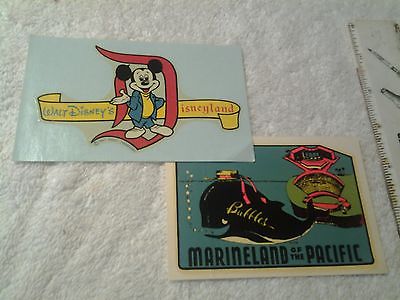 WALT DISNEY'S Disneyland
Bubbles
MARINELAND OF THE PACIFIC